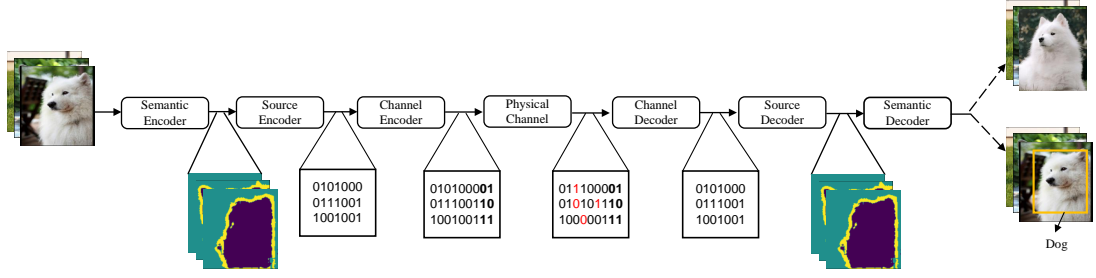 Semantic
Encoder
Source
Encoder
Channel
Encoder
Physical
Channel
Channel
Decoder
Source
Decoder
Semantic
Decoder
0101000
0111001
1001001
010100001
011100110
100100111
011100001
010101110
100000111
0101000
0111001
1001001
Dog